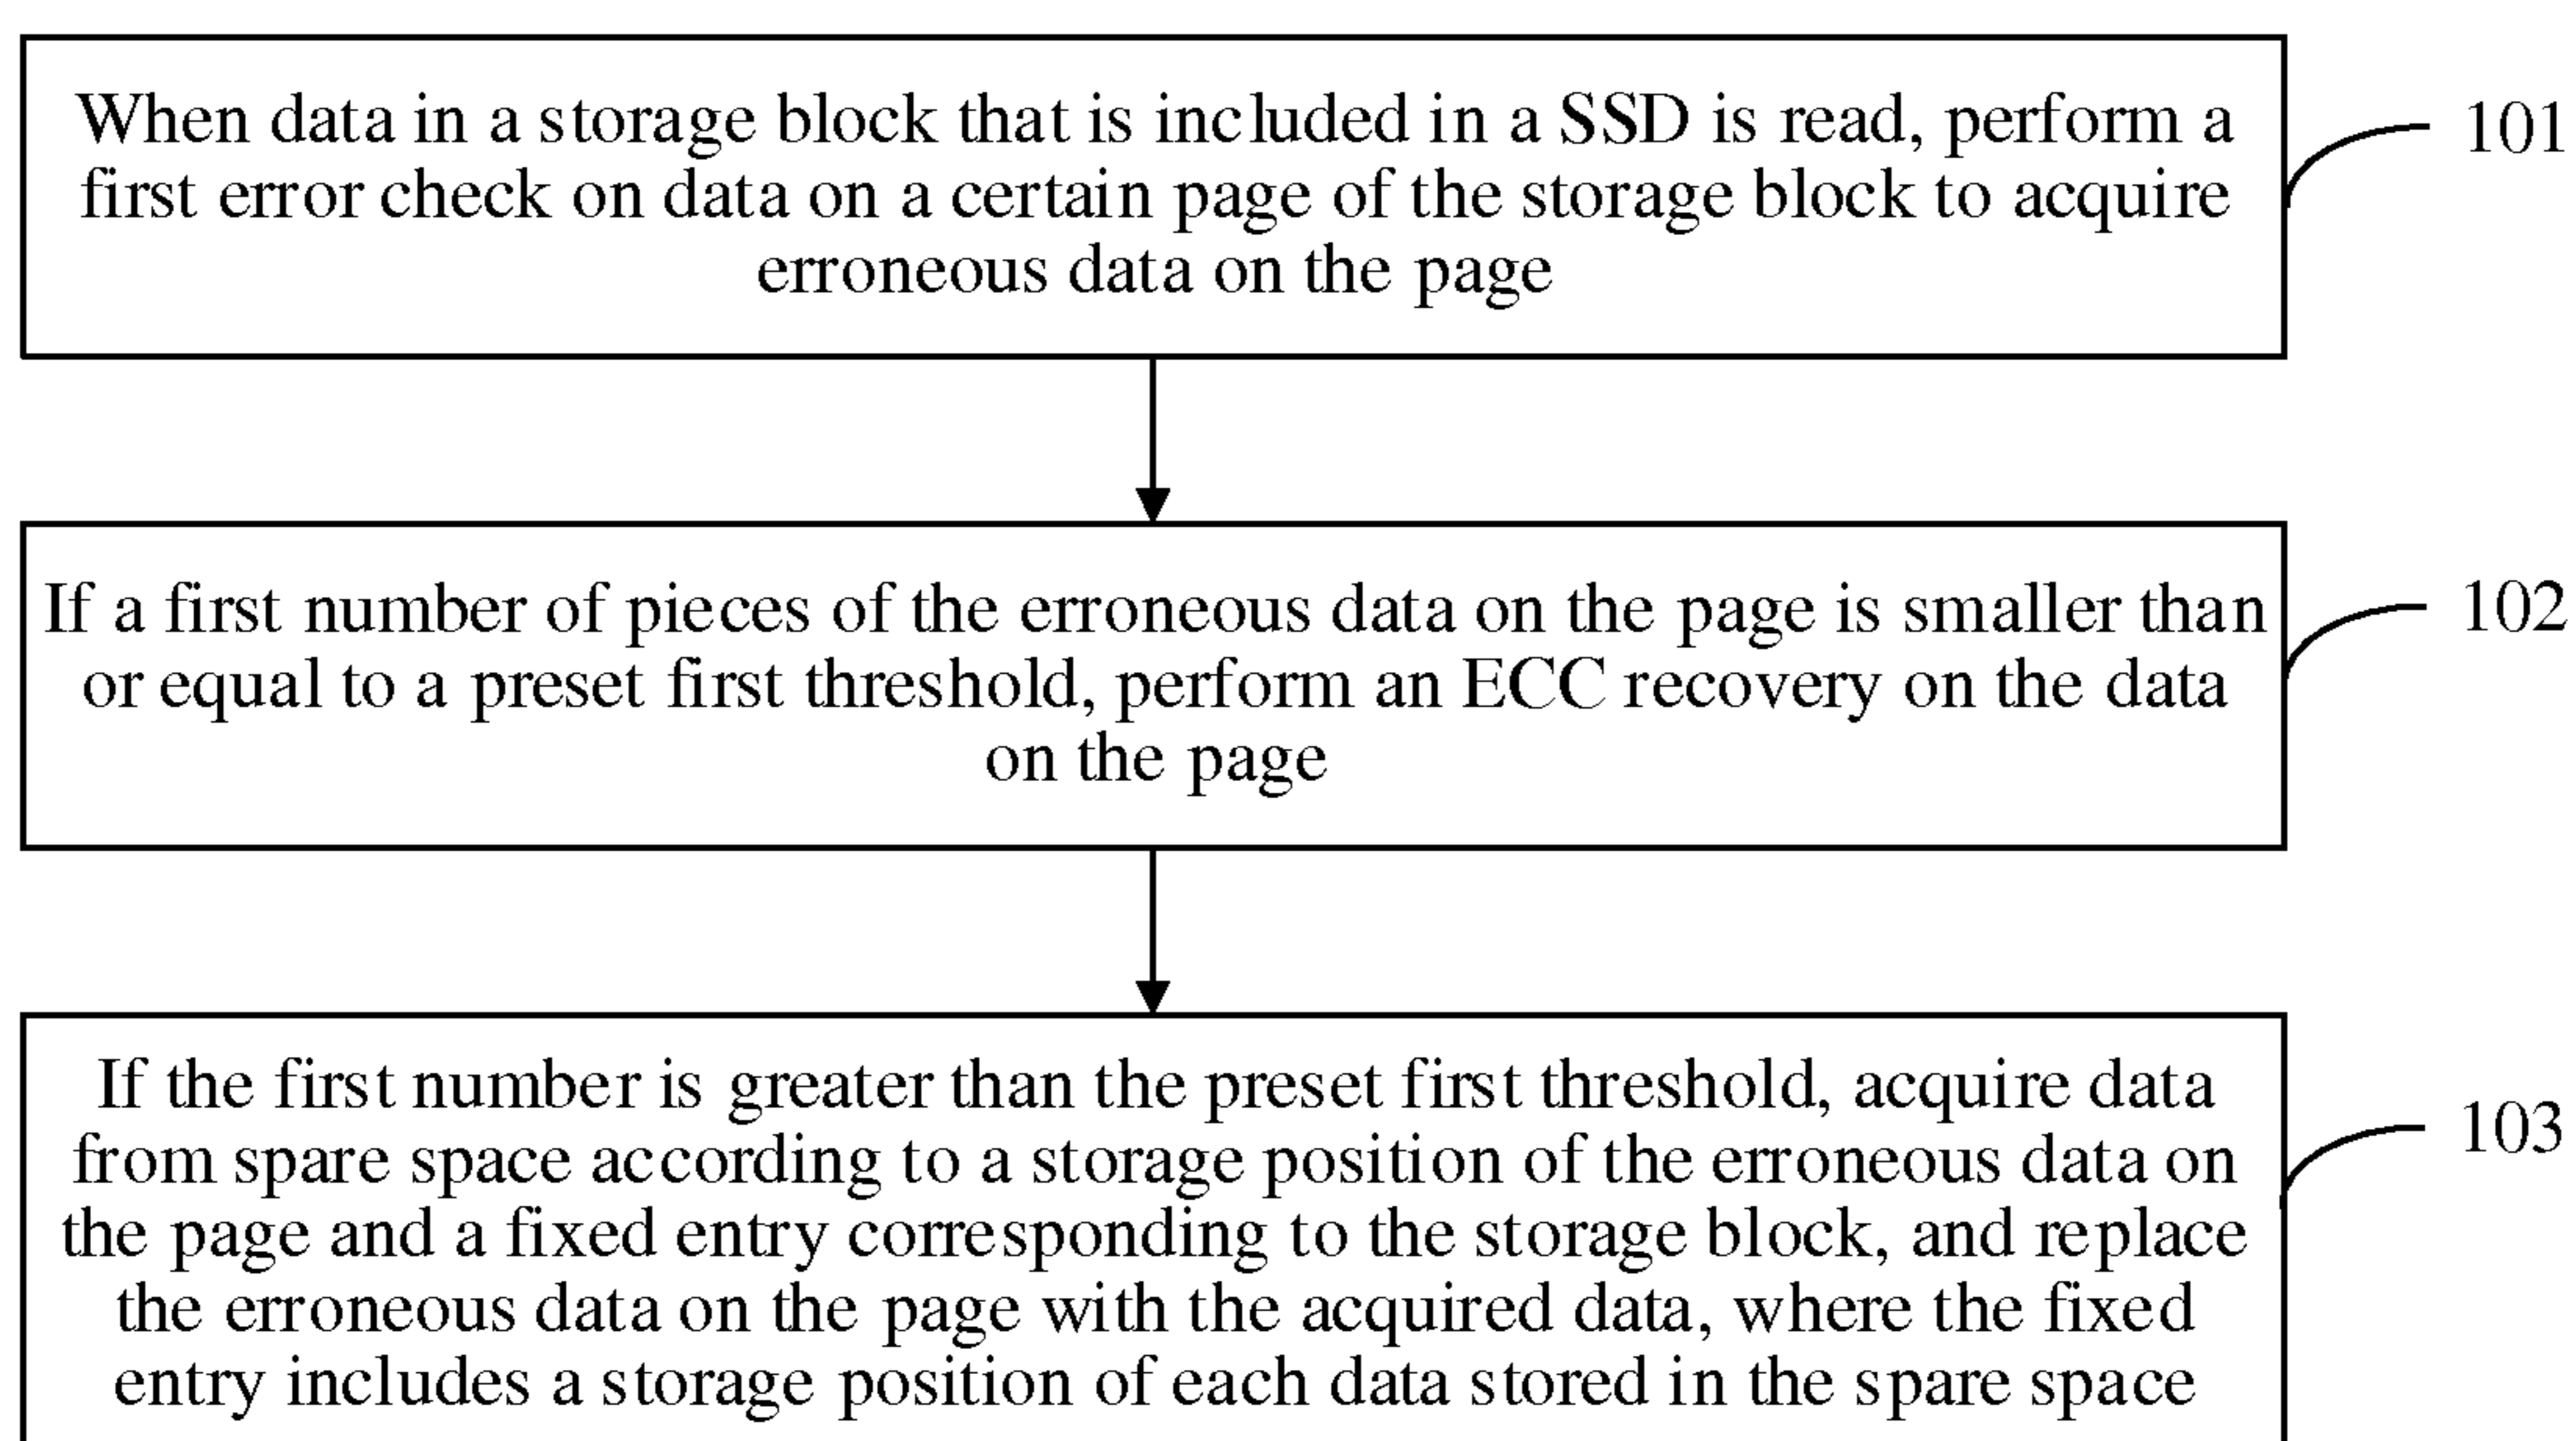 When data in a storage block that is included in a SSD is read, perform a
first error check on data on a certain page of the storage block to acquire
erroneous data on the page
101
If a first number of pieces of the erroneous data on the page is smaller than
or equal to a preset first threshold, perform an ECC recovery on the data
on the page
102
If the first number is greater than the preset first threshold, acquire data
from spare space according to a storage position of the erroneous data on
the page and a fixed entry corresponding to the storage block, and replace
the erroneous data on the page with the acquired data, where the fixed
entry includes a storage position of each data stored in the spare space
103